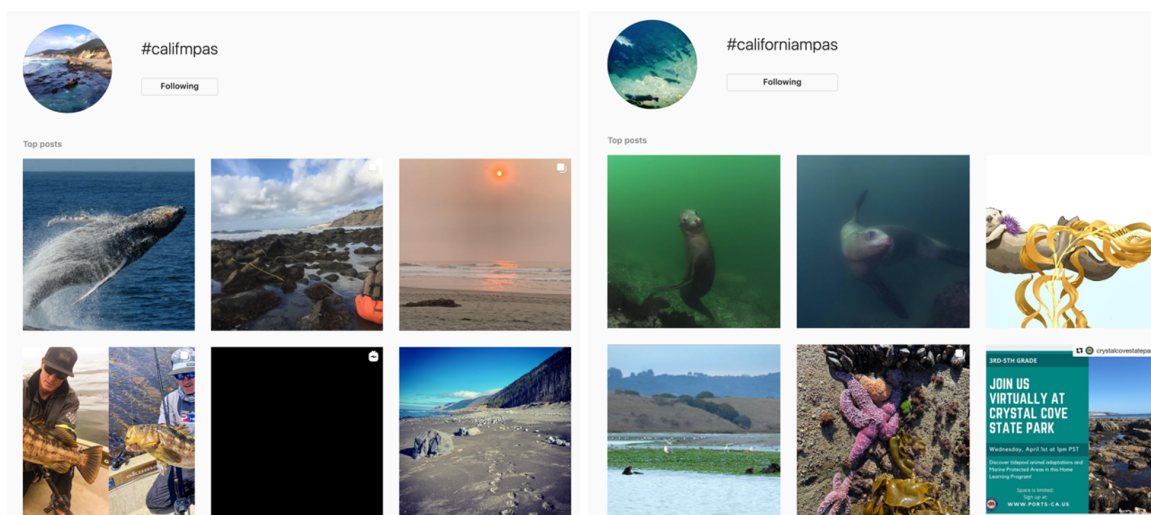 #califmpas
Following
Top posts
#californiampas
Following
Top posts
crystalcovestatepa
3RD-5TH GRADE
JOIN US
VIRTUALLY AT
CRYSTAL COVE
STATE PARK
Wednesday, April 1st at 1pm PST
Discover tidepool animal adaptations and
Marine Protected Areas in this Home
Learning Program!
Space is limited.
Sign up at:
WWW.PORTS-CA.US